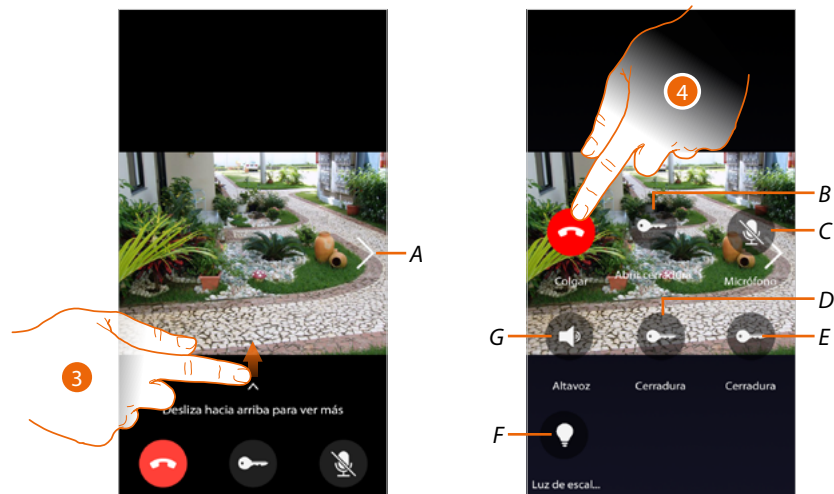 A
3
Desliza hacia arriba para ver más
4
B
C
Colgar
Abrir cerradura
Micrófono
D
G
E
Altavoz
Cerradura
Cerradura
F
Luz de escal...